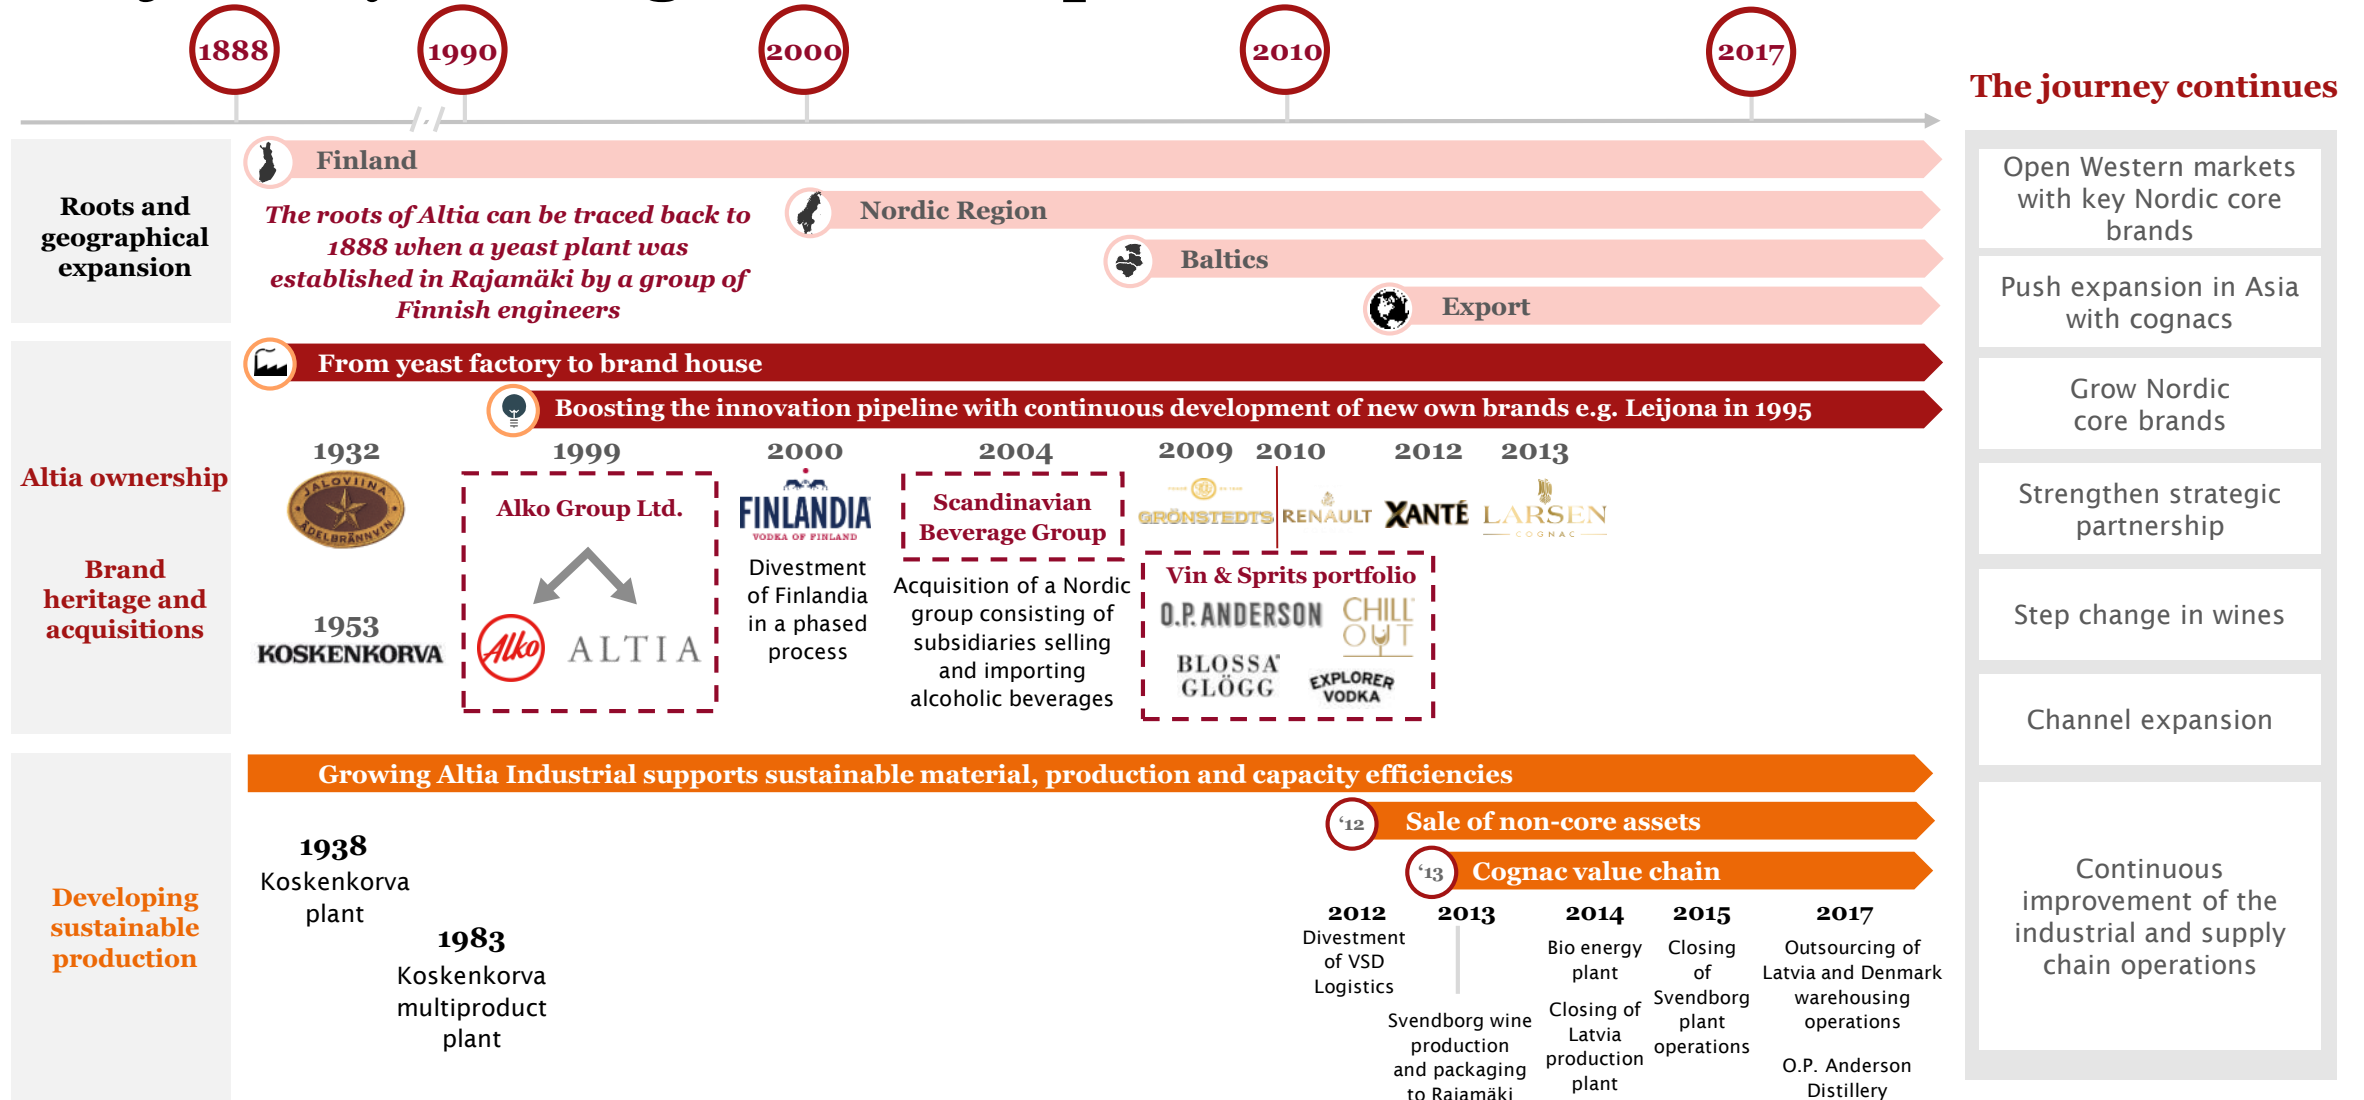 1888
1990
2000
2010
2017
The journey continues
Roots and
geographical
expansion
Finland
The roots of Altia can be traced back to
1888 when a yeast plant was
established in Rajamäki by a group of
Finnish engineers
Nordic Region
Baltics
Export
Altia ownership
Brand
heritage and
acquisitions
From yeast factory to brand house
Boosting the innovation pipeline with continuous development of new own brands e.g. Leijona in 1995
1932
JALOVIINA
ÄDELBRÄNNVIN
1953
KOSKENKORVA
1999
Alko Group Ltd.
Alko
ALTIA
2000
FINLANDIA
VODKA OF FINLAND
Divestment
of Finlandia
in a phased
process
2004
Scandinavian
Beverage Group
Acquisition of a Nordic
group consisting of
subsidiaries selling
and importing
alcoholic beverages
2009
GRÖNSTEDTS
2010
RENAULT
2012
XANTÉ
2013
LARSEN
COGNAC
Vin & Sprits portfolio
O.P. ANDERSON
CHILL
OUT
BLOSSA
GLÖGG
EXPLORER
VODKA
Developing
sustainable
production
Growing Altia Industrial supports sustainable material, production and capacity efficiencies
'12
Sale of non-core assets
'13
Cognac value chain
1938
Koskenkorva
plant
1983
Koskenkorva
multiproduct
plant
2012
Divestment
of VSD
Logistics
2013
Svendborg wine
production
and packaging
to Rajamäki
2014
Bio energy
plant
Closing of
Latvia
production
plant
2015
Closing
of
Svendborg
plant
operations
2017
Outsourcing of
Latvia and Denmark
warehousing
operations
O.P. Anderson
Distillery
Open Western markets
with key Nordic core
brands
Push expansion in Asia
with cognacs
Grow Nordic
core brands
Strengthen strategic
partnership
Step change in wines
Channel expansion
Continuous
improvement of the
industrial and supply
chain operations